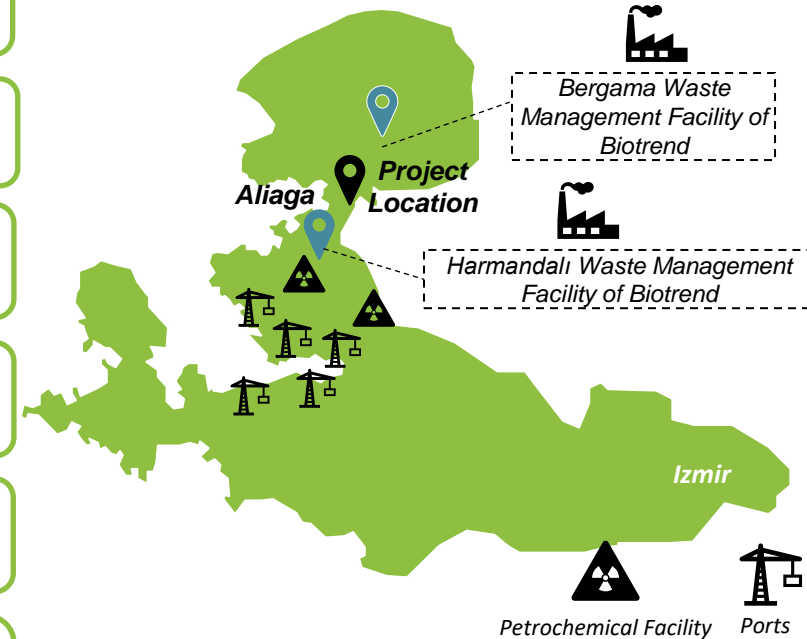 Bergama Waste
Management Facility of
Biotrend
Project
Location
Aliaga
Harmandalı Waste Management
Facility of Biotrend
Izmir
Petrochemical Facility
Ports